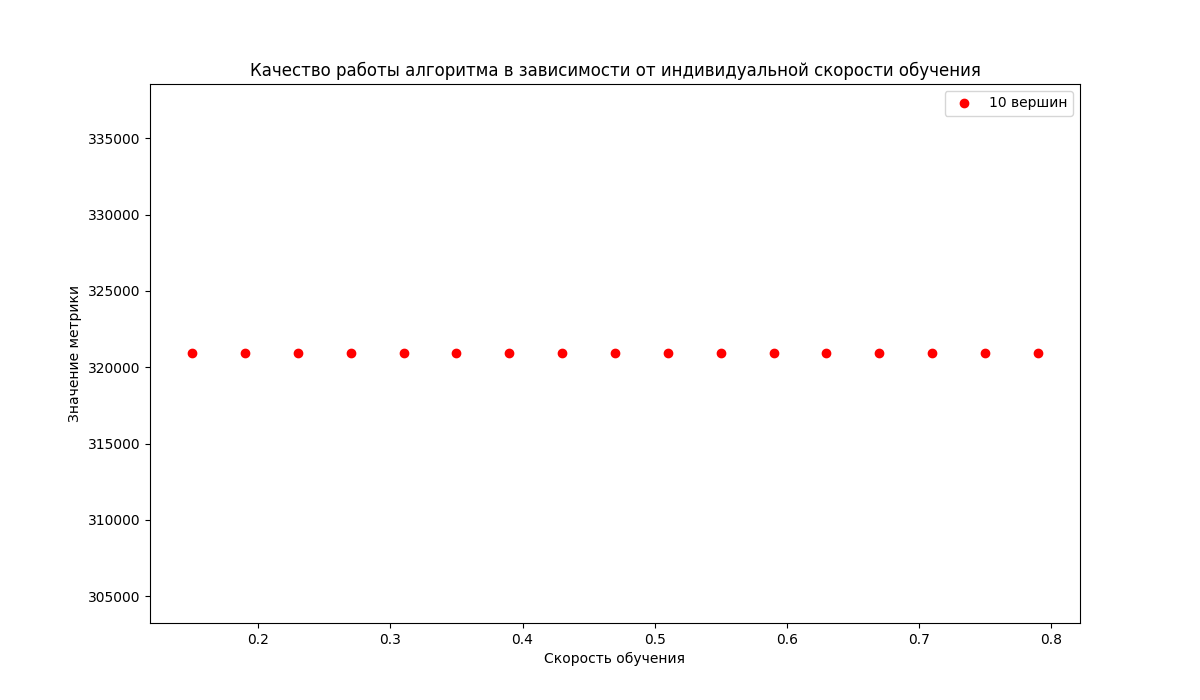 Качество работы алгоритма в зависимости от индивидуальной скорости обучения
10 вершин
335000
330000
325000
320000
315000
310000
305000
Значение метрики
0.2 0.3 0.4 0.5 0.6 0.7 0.8
Скорость обучения